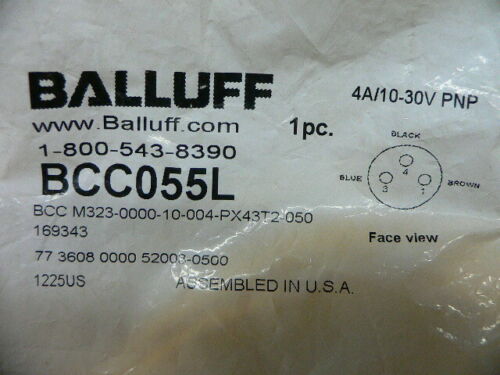 BALLUFF
4A/10-30V PNP
www.Balluff.com
1pc.
BLACK
1-800-543-8390
BCC055L
BLUE
4
3
1
BROWN
BCC M323-0000-10-004-PX43T2-050
169343
Face view
77 3608 0000 52003-0500
1225US
ASSEMBLED IN U.S.A.